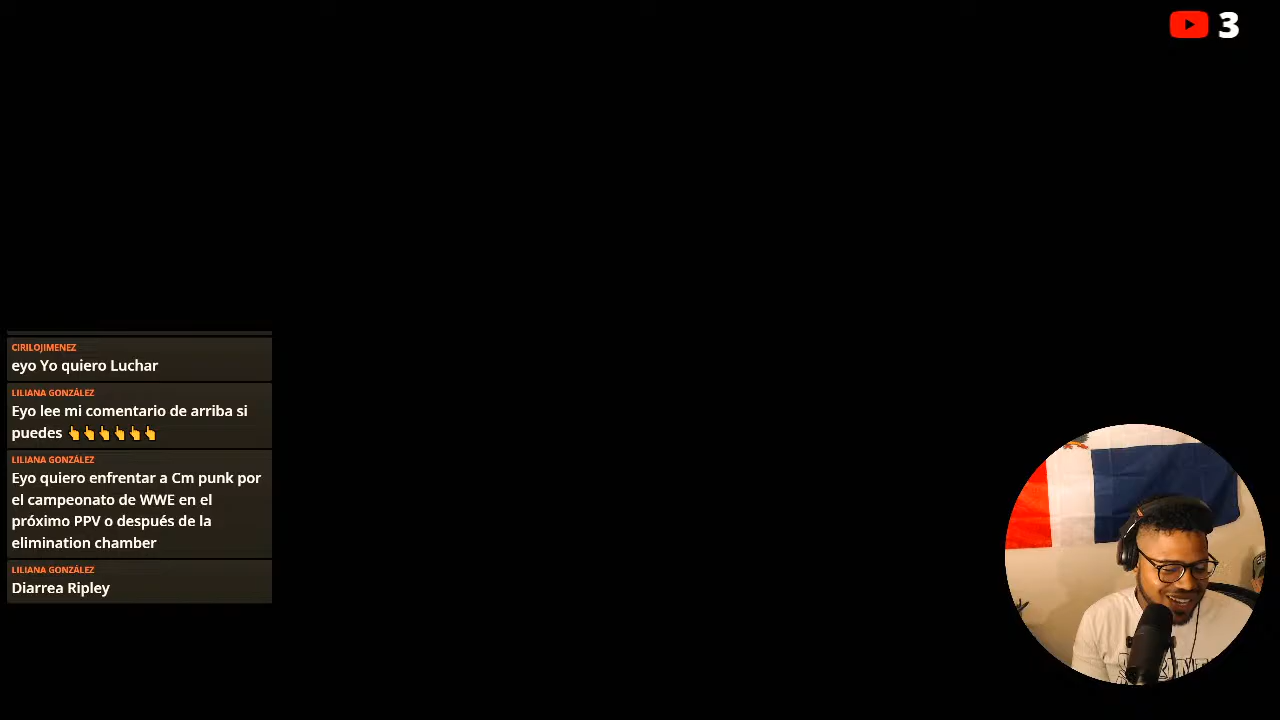 3
CIRILOJIMENEZ
eyo Yo quiero Luchar
LILIANA GONZÁLEZ
Eyo lee mi comentario de arriba si
puedes 👆👆👆👆👆👆
LILIANA GONZÁLEZ
Eyo quiero enfrentar a Cm punk por
el campeonato de WWE en el
próximo PPV o después de la
elimination chamber
LILIANA GONZÁLEZ
Diarrea Ripley